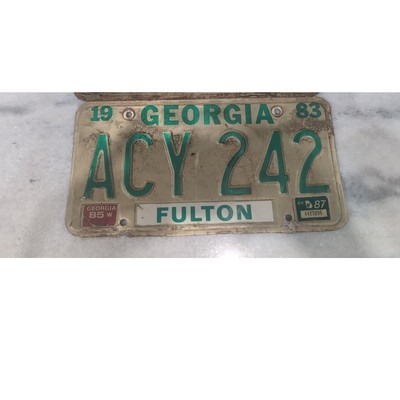 19 GEORGIA 83
ACY 242
GEORGIA
85 W
FULTON
87